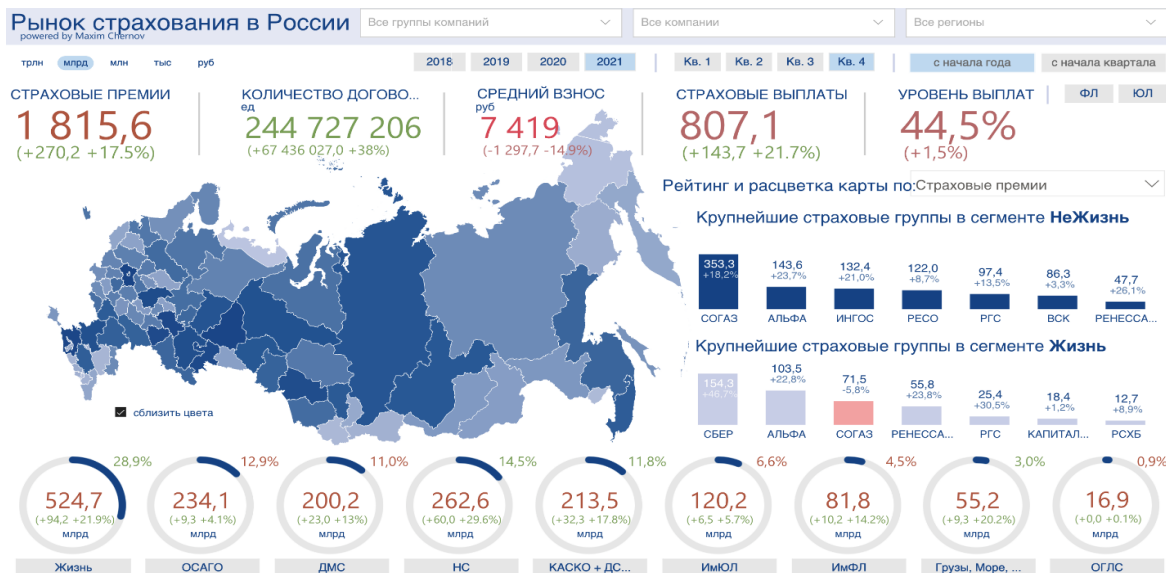 Рынок страхования в России
powered by Maxim Chernov
Все группы компаний
Все компании
Все регионы
трлн млрд млн тыс руб
2018 2019 2020 2021
Кв. 1 Кв. 2 Кв. 3 Кв. 4
с начала года с начала квартала
СТРАХОВЫЕ ПРЕМИИ
1 815,6
(+270,2 +17.5%)
КОЛИЧЕСТВО ДОГОВО...
ед
244 727 206
(+67 436 027,0 +38%)
СРЕДНИЙ ВЗНОС
руб
7 419
(-1 297,7 -14,9%)
СТРАХОВЫЕ ВЫПЛАТЫ
807,1
(+143,7 +21.7%)
УРОВЕНЬ ВЫПЛАТ
44,5%
(+1,5%)
ФЛ ЮЛ
Рейтинг и расцветка карты по: Страховые премии
Крупнейшие страховые группы в сегменте НеЖизнь
353,3 143,6 132,4 122,0 97,4 86,3 47,7
+18,2% +23,7% +21,0% +8,7% +13,5% +3,3% +26,1%
СОГАЗ АЛЬФА ИНГОС РЕСО РГС ВСК РЕНЕССА...
Крупнейшие страховые группы в сегменте Жизнь
154,3 103,5 71,5 55,8 25,4 18,4 12,7
+46,7% +22,8% -5,8% +23,8% +30,5% +1,2% +8,9%
СБЕР АЛЬФА СОГАЗ РЕНЕССА... РГС КАПИТАЛ... РСХБ
сблизить цвета
28,9% 12,9% 11,0% 14,5% 11,8% 6,6% 4,5% 3,0% 0,9%
524,7 234,1 200,2 262,6 213,5 120,2 81,8 55,2 16,9
(+94,2 +21.9%) (+9,3 +4.1%) (+23,0 +13%) (+60,0 +29.6%) (+32,3 +17.8%) (+6,5 +5.7%) (+10,2 +14.2%) (+9,3 +20.2%) (+0,0 +0.1%)
млрд млрд млрд млрд млрд млрд млрд млрд млрд
Жизнь ОСАГО ДМС НС КАСКО + ДС... ИмЮЛ ИмФЛ Грузы, Море, ... ОГЛС